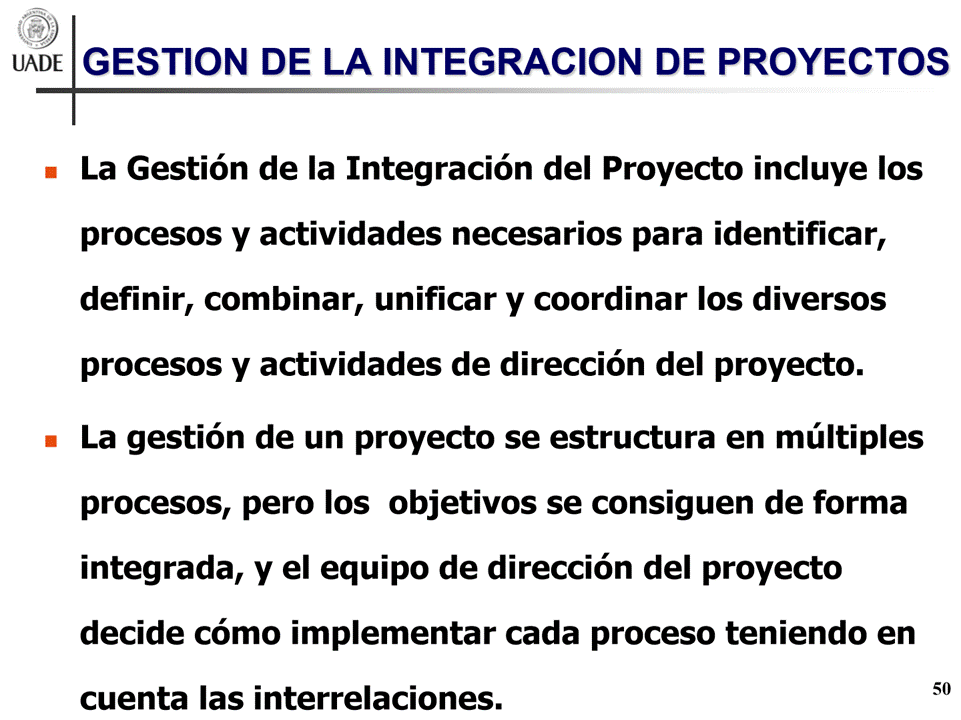 UADE
GESTION DE LA INTEGRACION DE PROYECTOS
La Gestión de la Integración del Proyecto incluye los
procesos y actividades necesarios para identificar,
definir, combinar, unificar y coordinar los diversos
procesos y actividades de dirección del proyecto.
La gestión de un proyecto se estructura en múltiples
procesos, pero los  objetivos se consiguen de forma
integrada, y el equipo de dirección del proyecto
decide cómo implementar cada proceso teniendo en
cuenta las interrelaciones.
50